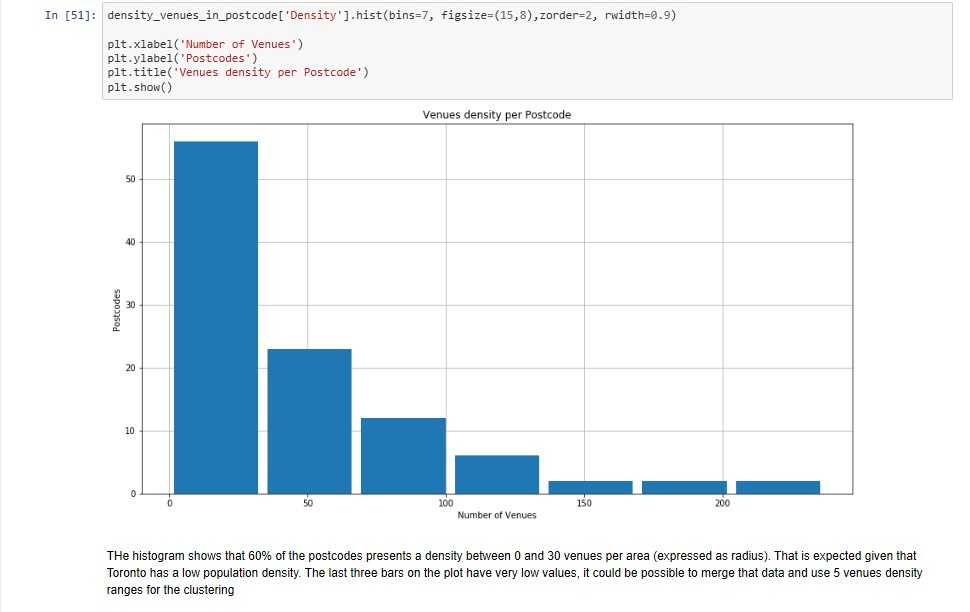 In [51]: density_venues_in_postcode['Density'].hist(bins=7, figsize=(15,8),zorder=2, rwidth=0.9)
plt.xlabel('Number of Venues')
plt.ylabel('Postcodes')
plt.title('Venues density per Postcode')
plt.show()
Venues density per Postcode
50
40
30
20
10
0
Postcodes
0 50 100 150 200
Number of Venues
THe histogram shows that 60% of the postcodes presents a density between 0 and 30 venues per area (expressed as radius). That is expected given that
Toronto has a low population density. The last three bars on the plot have very low values, it could be possible to merge that data and use 5 venues density
ranges for the clustering